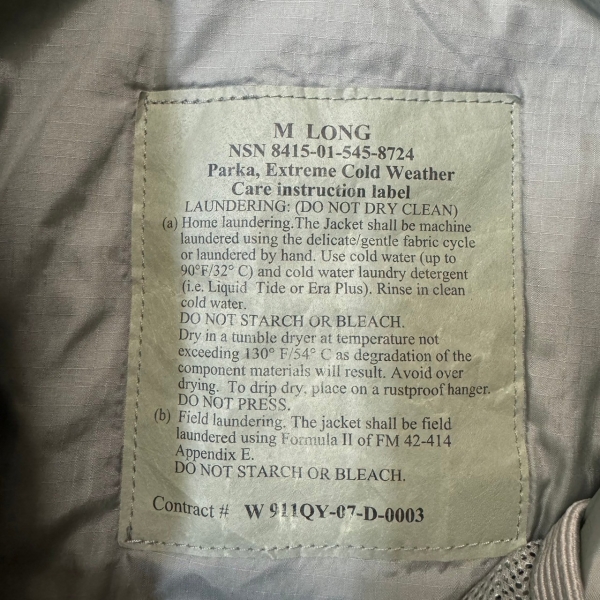 M LONG
NSN 8415-01-545-8724
Parka, Extreme Cold Weather
Care instruction label
LAUNDERING: (DO NOT DRY CLEAN)
(a) Home laundering.The Jacket shall be machine
laundered using the delicate/gentle fabric cycle
or laundered by hand. Use cold water (up to
90°F/32° C) and cold water laundry detergent
(i.e. Liquid Tide or Era Plus). Rinse in clean
cold water.
DO NOT STARCH OR BLEACH.
Dry in a tumble dryer at temperature not
exceeding 130° F/54° C as degradation of the
component materials will result. Avoid over
drying. To drip dry, place on a rustproof hanger.
DO NOT PRESS.
(b) Field laundering. The jacket shall be field
laundered using Formula II of FM 42-414
Appendix E.
DO NOT STARCH OR BLEACH.
Contract # W 911QY-07-D-0003